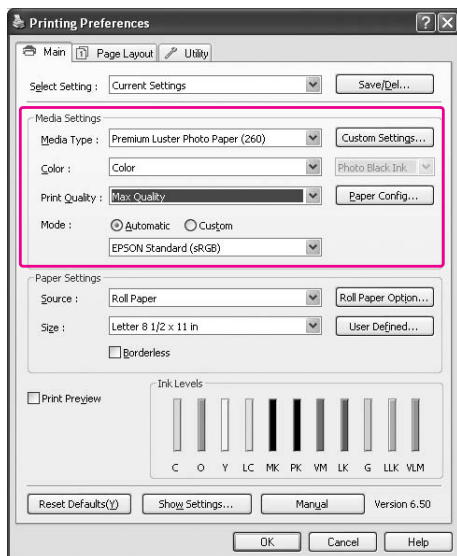 Printing Preferences
Main 1 Page Layout Utility
Select Setting : Current Settings Save/Del...
Media Settings
Media Type : Premium Luster Photo Paper (260) Custom Settings...
Color : Color Photo Black Ink
Print Quality : Max Quality Paper Config...
Mode : Automatic Custom
EPSON Standard (sRGB)
Paper Settings
Source : Roll Paper Roll Paper Option...
Size : Letter 8 1/2 x 11 in User Defined...
Borderless
Print Preview Ink Levels
C O Y LC MK PK VM LK G LLK VLM
Reset Defaults(Y) Show Settings... Manual Version 6.50
OK Cancel Help